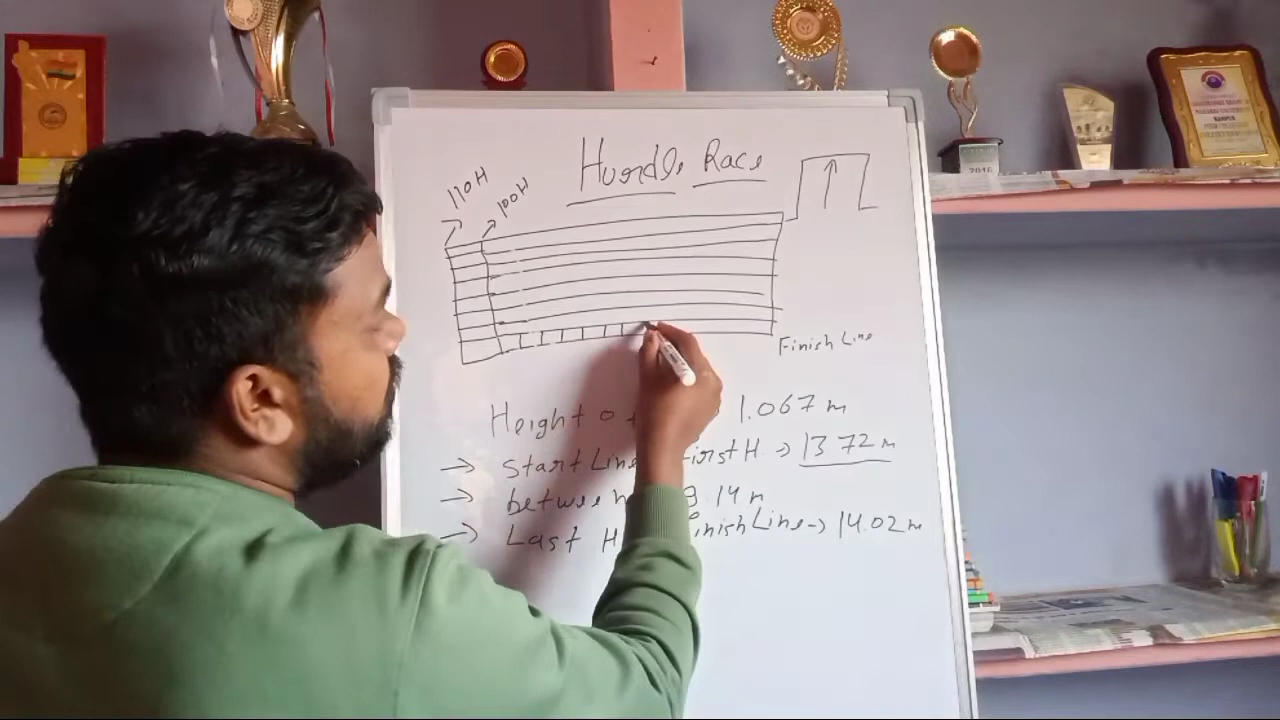 Hurdle Race
110H
100H
Finish Line
Height of 1.067 m
→ Start Line First H → 13.72 m
→ between 9.14 m
→ Last H Finish Line → 14.02 m
2016